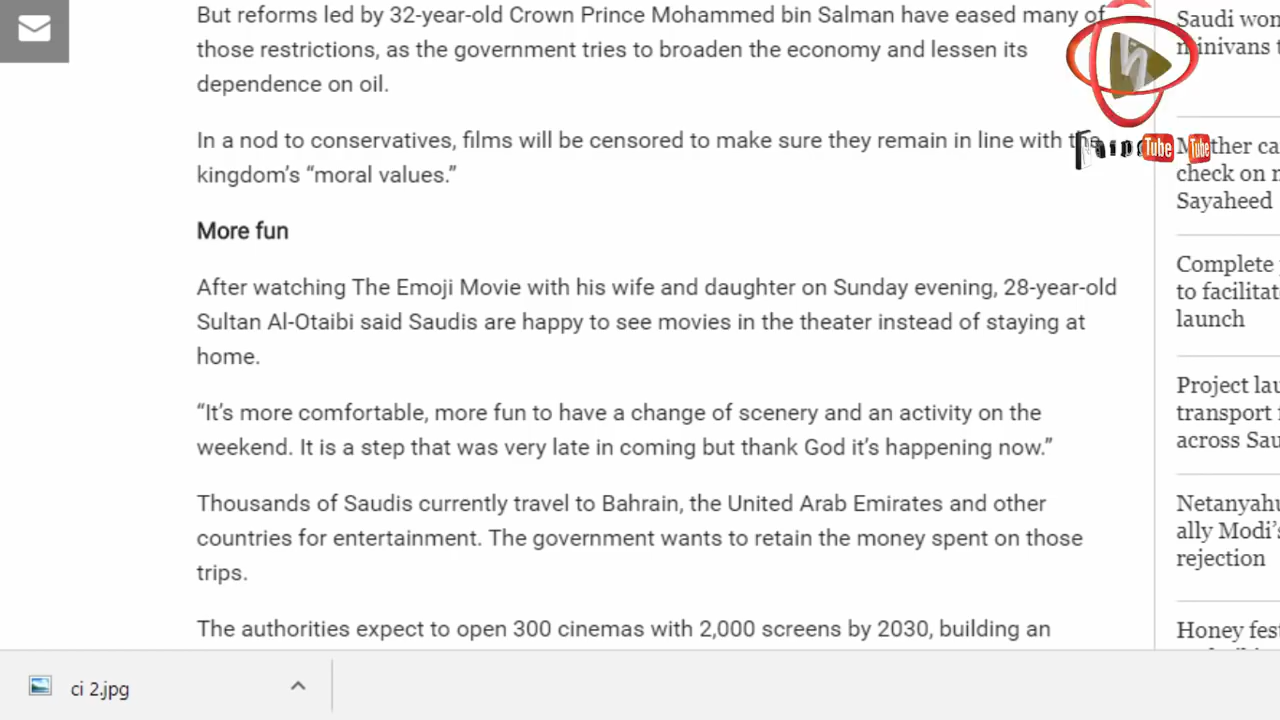 But reforms led by 32-year-old Crown Prince Mohammed bin Salman have eased many of
those restrictions, as the government tries to broaden the economy and lessen its
dependence on oil.
In a nod to conservatives, films will be censored to make sure they remain in line with the
kingdom's “moral values.”
More fun
After watching The Emoji Movie with his wife and daughter on Sunday evening, 28-year-old
Sultan Al-Otaibi said Saudis are happy to see movies in the theater instead of staying at
home.
“It’s more comfortable, more fun to have a change of scenery and an activity on the
weekend. It is a step that was very late in coming but thank God it’s happening now.”
Thousands of Saudis currently travel to Bahrain, the United Arab Emirates and other
countries for entertainment. The government wants to retain the money spent on those
trips.
The authorities expect to open 300 cinemas with 2,000 screens by 2030, building an
h
Tube Tube
Saudi
minivans
check on
Sayaheed
Complete
launch
transport
across
Netanyahu
ally Modi’s
rejection
Honey
ci 2.jpg